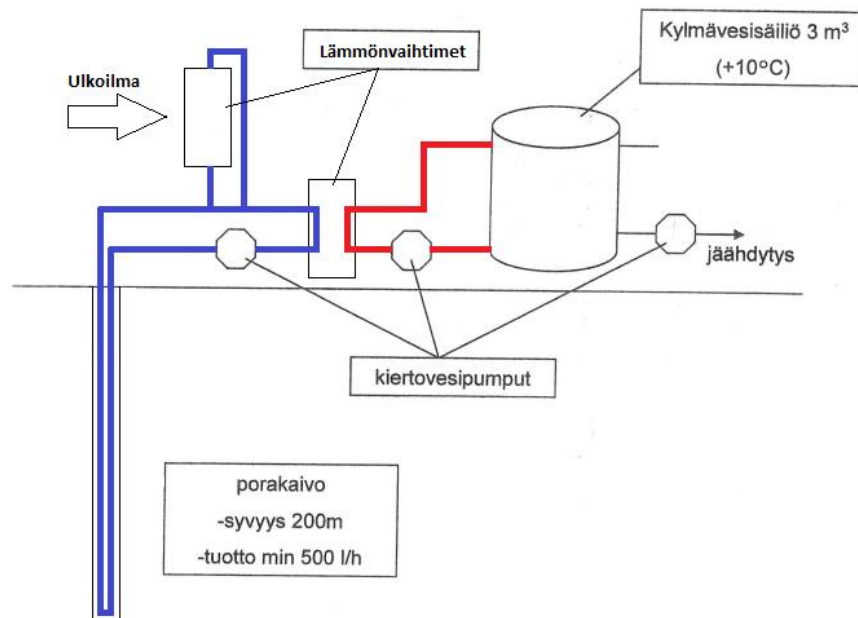 Lämmönvaihtimet
Kylmävesisäiliö 3 m³
(+10°C)
Ulkoilma
jäähdytys
kiertovesipumput
porakaivo
-syvyys 200m
-tuotto min 500 l/h